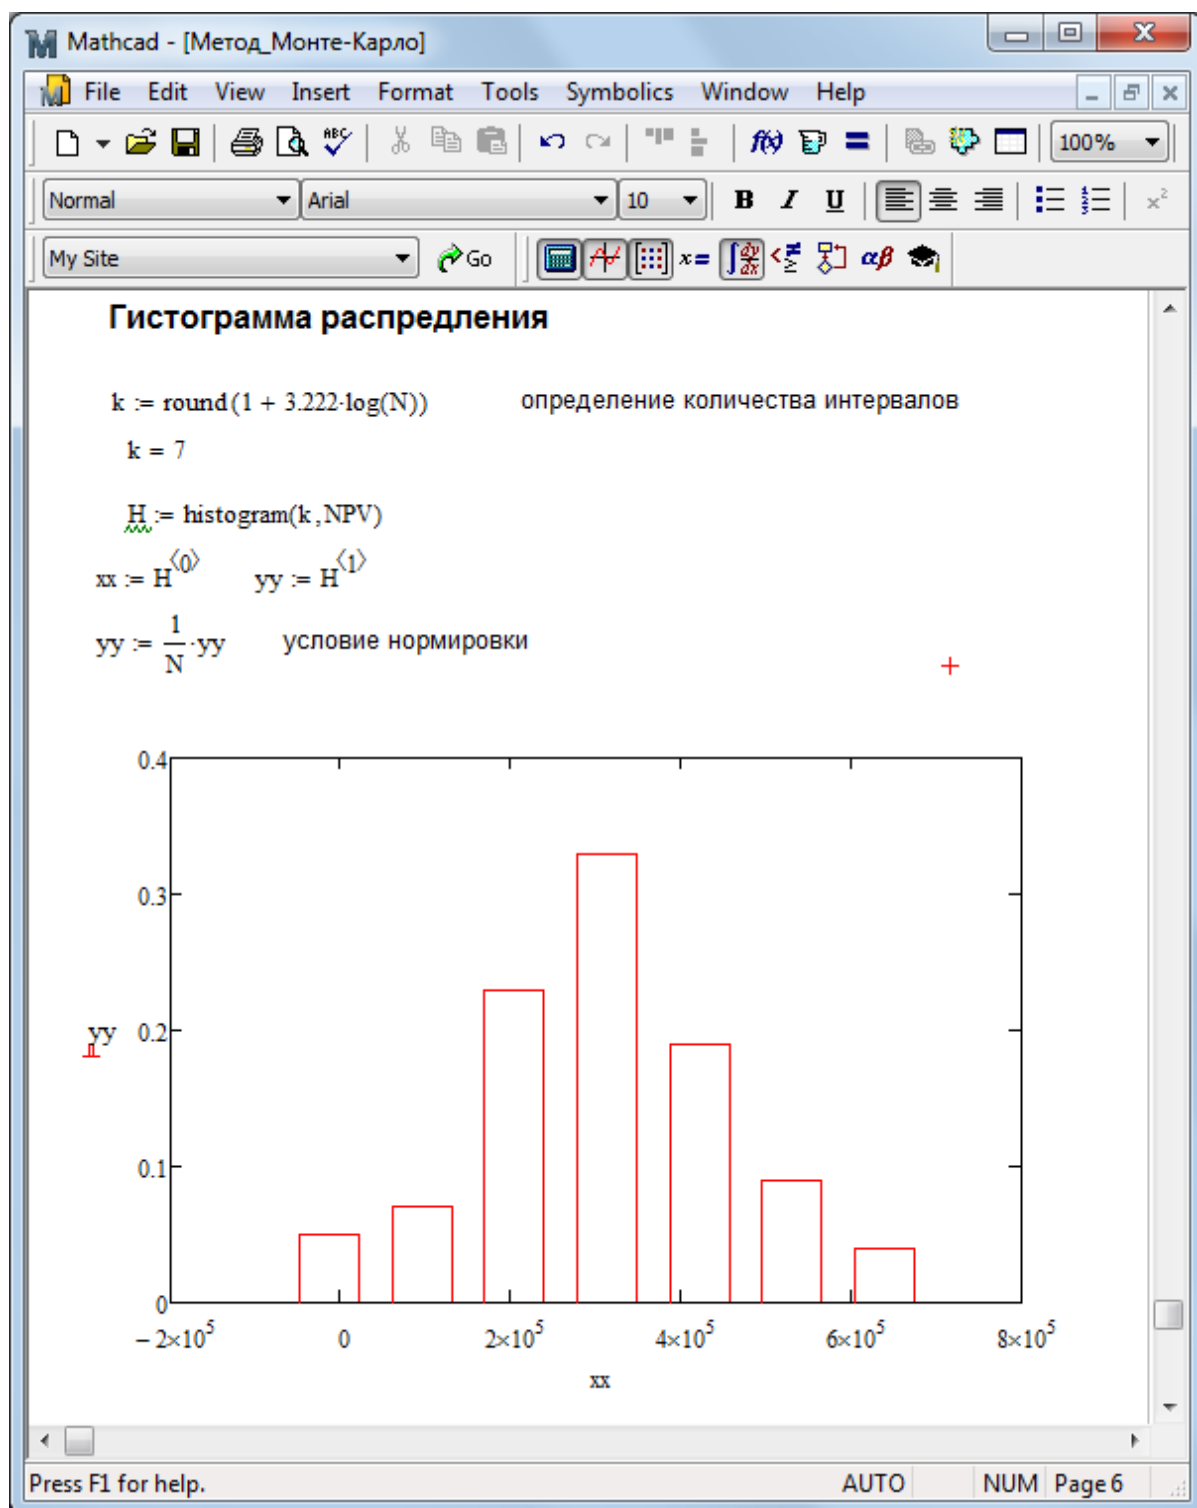 Mathcad - [Метод_Монте-Карло]
File Edit View Insert Format Tools Symbolics Window Help
100%
Normal Arial 10 B I U x²
My Site Go x= ∫ dy/dx <≠≥ αβ
Гистограмма распредления
k := round(1 + 3.222·log(N)) определение количества интервалов
k = 7
H := histogram(k,NPV)
xx := H^⟨0⟩ yy := H^⟨1⟩
yy := 1/N·yy условие нормировки
0.4
0.3
yy 0.2
0.1
0
−2×10^5 0 2×10^5 4×10^5 6×10^5 8×10^5
xx
Press F1 for help. AUTO NUM Page 6